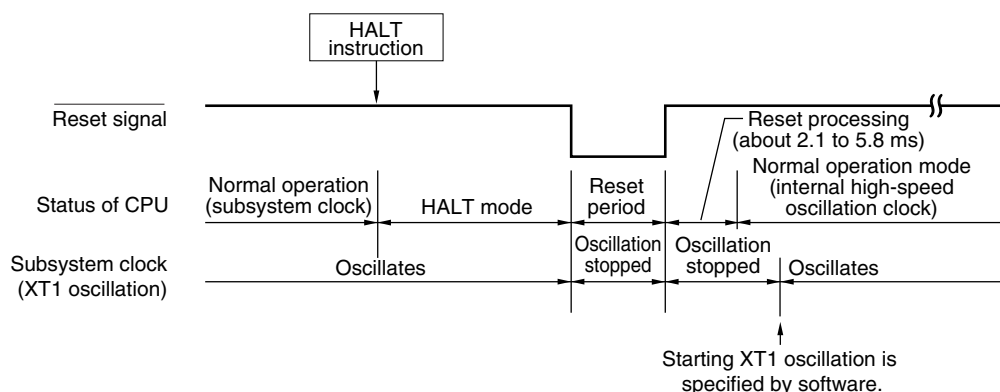 HALT
instruction
Reset signal
Reset processing
(about 2.1 to 5.8 ms)
Normal operation mode
(internal high-speed
oscillation clock)
Status of CPU
Normal operation
(subsystem clock)
HALT mode
Reset
period
Subsystem clock
(XT1 oscillation)
Oscillates
Oscillation
stopped
Oscillation
stopped
Oscillates
Starting XT1 oscillation is
specified by software.